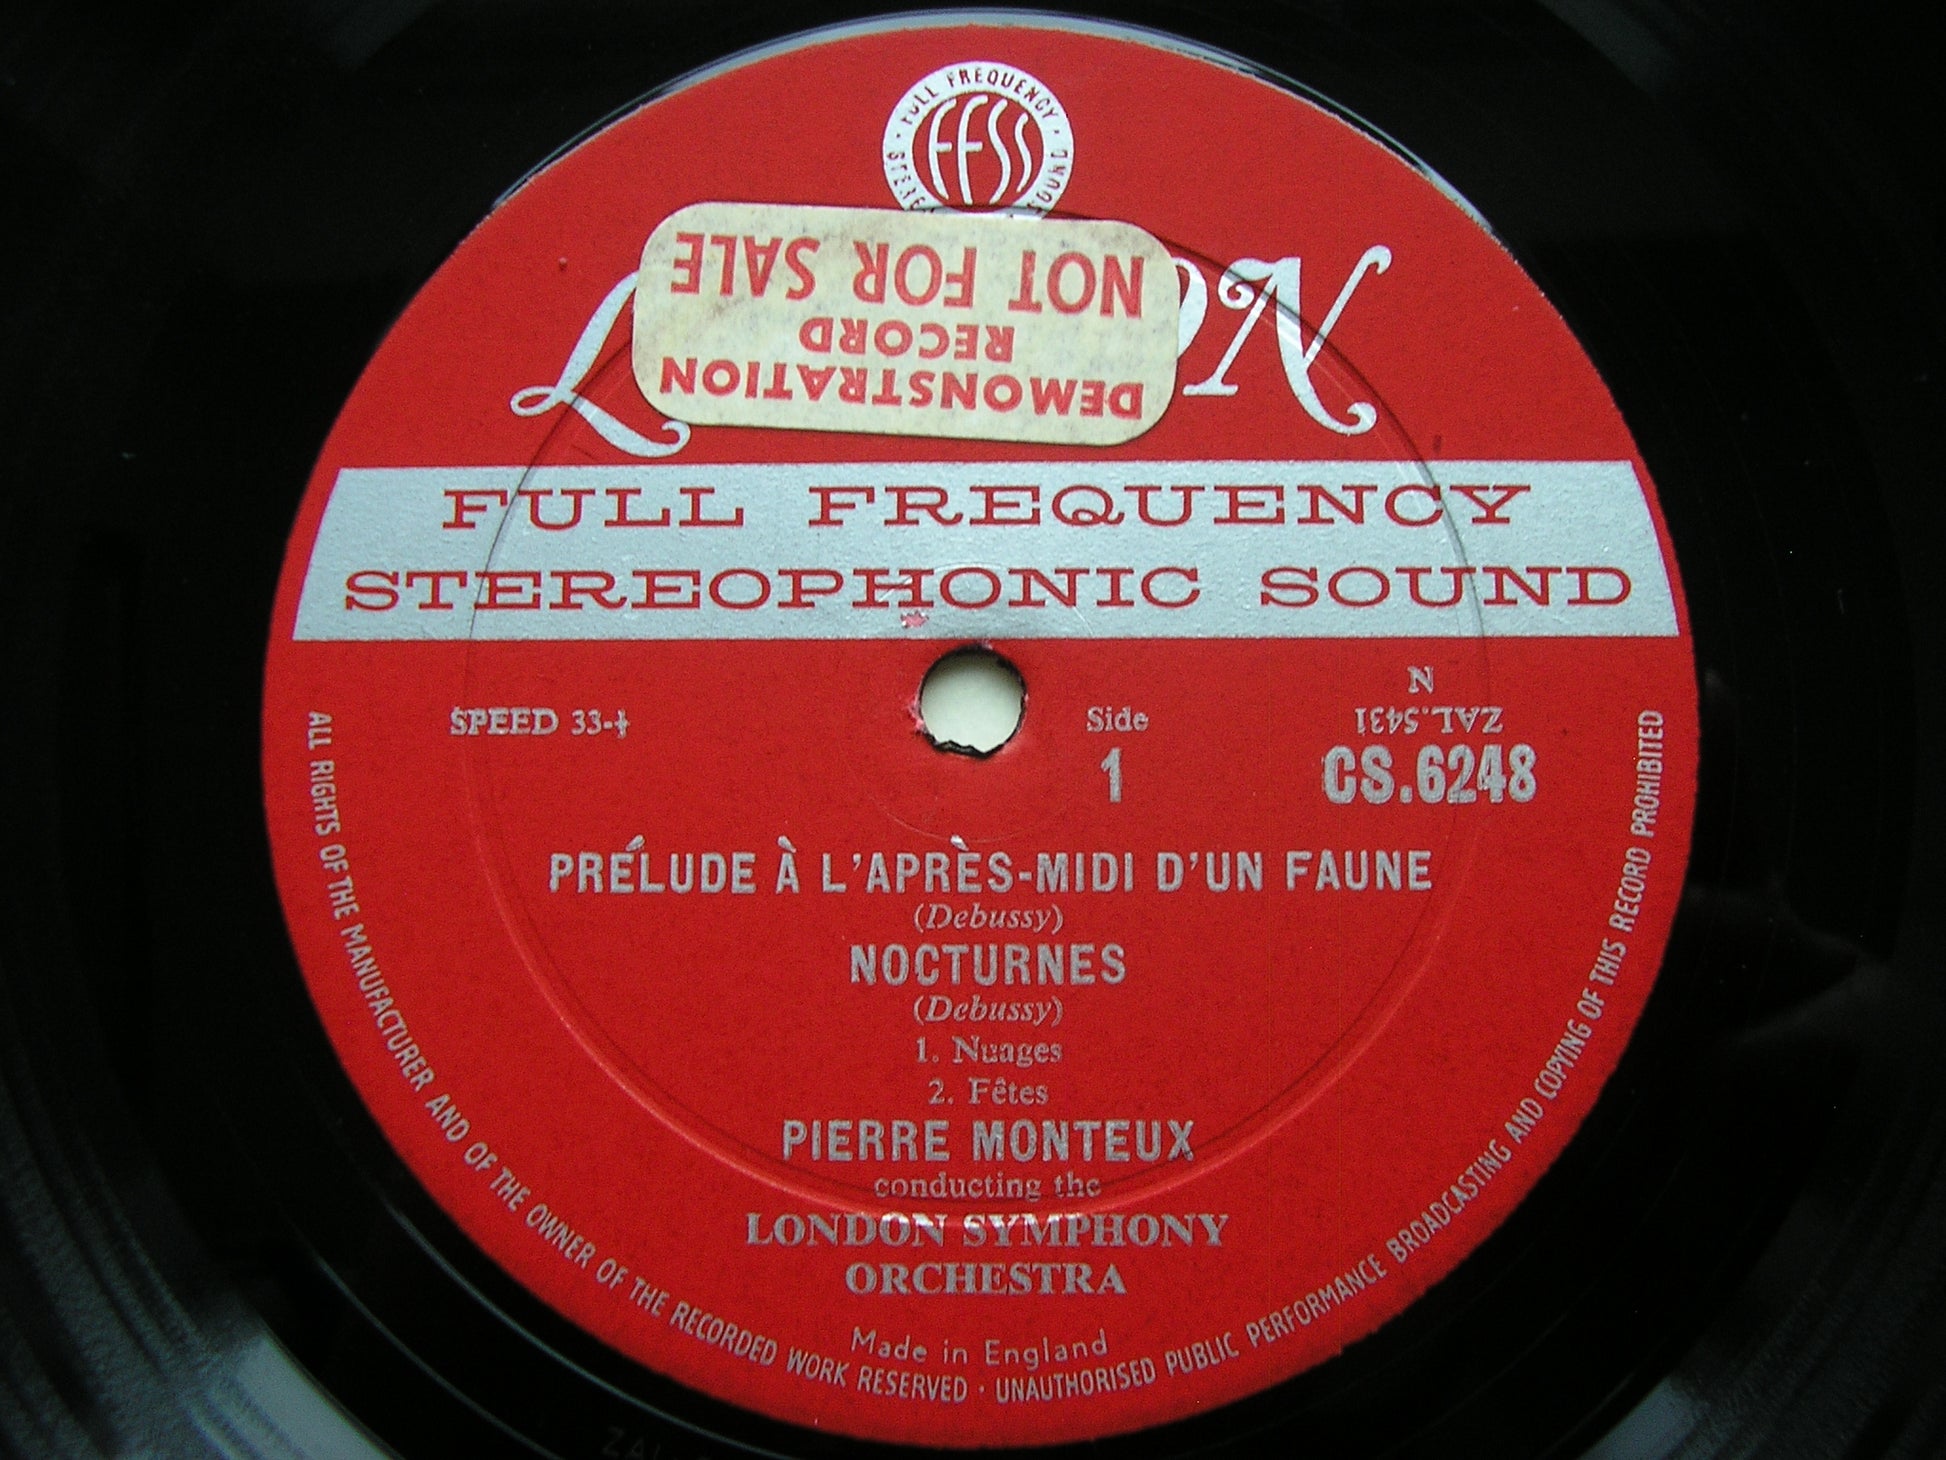 FULL FREQUENCY
FFSS
NOT FOR SALE
DEMONSTRATION
RECORD
FULL FREQUENCY
STEREOPHONIC SOUND
SPEED 33-⅓
Side
1
N
ZAL.5431
CS.6248
PRÉLUDE À L'APRÈS-MIDI D'UN FAUNE
(Debussy)
NOCTURNES
(Debussy)
1. Nuages
2. Fêtes
PIERRE MONTEUX
conducting the
LONDON SYMPHONY
ORCHESTRA
Made in England
ALL RIGHTS OF THE MANUFACTURER AND OF THE OWNER OF THE RECORDED WORK RESERVED · UNAUTHORISED PUBLIC PERFORMANCE BROADCASTING AND COPYING OF THIS RECORD PROHIBITED